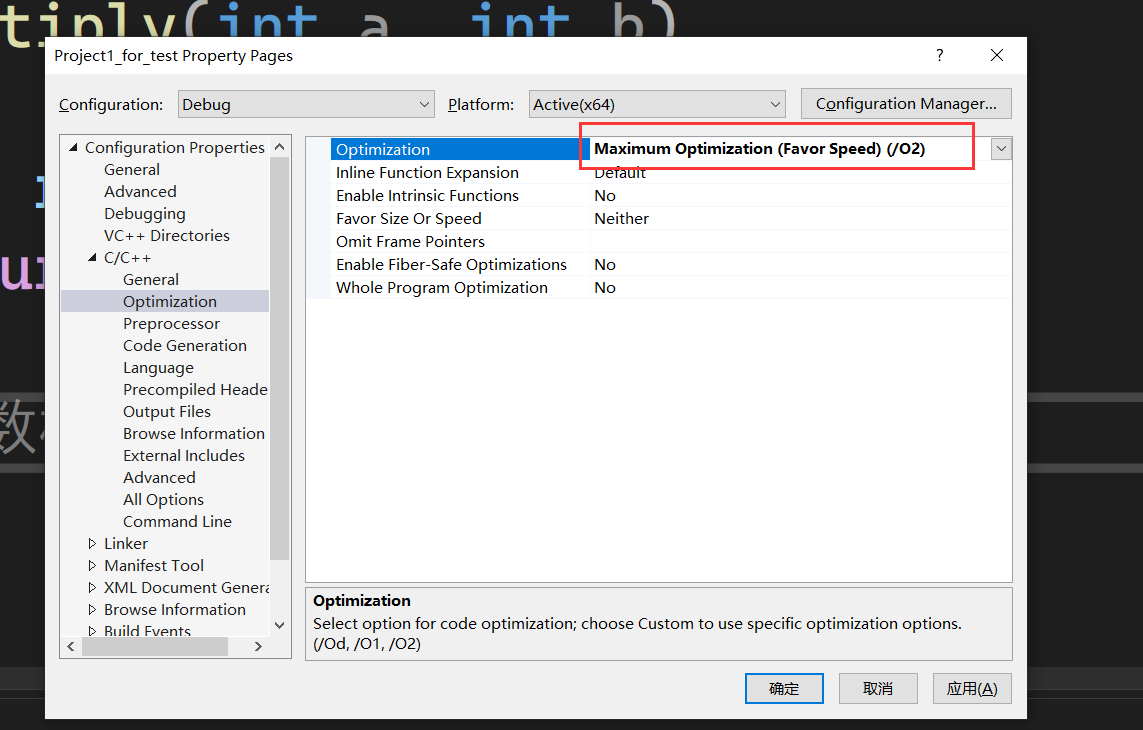 tiply(int a, int b)
Project1_for_test Property Pages
?
Configuration: Debug Platform: Active(x64) Configuration Manager...
Configuration Properties
General
Advanced
Debugging
VC++ Directories
C/C++
General
Optimization
Preprocessor
Code Generation
Language
Precompiled Heade
Output Files
Browse Information
External Includes
Advanced
All Options
Command Line
Linker
Manifest Tool
XML Document Genera
Browse Information
Build Events
Optimization Maximum Optimization (Favor Speed) (/O2)
Inline Function Expansion Default
Enable Intrinsic Functions No
Favor Size Or Speed Neither
Omit Frame Pointers
Enable Fiber-Safe Optimizations No
Whole Program Optimization No
Optimization
Select option for code optimization; choose Custom to use specific optimization options.
(/Od, /O1, /O2)
确定 取消 应用(A)
数